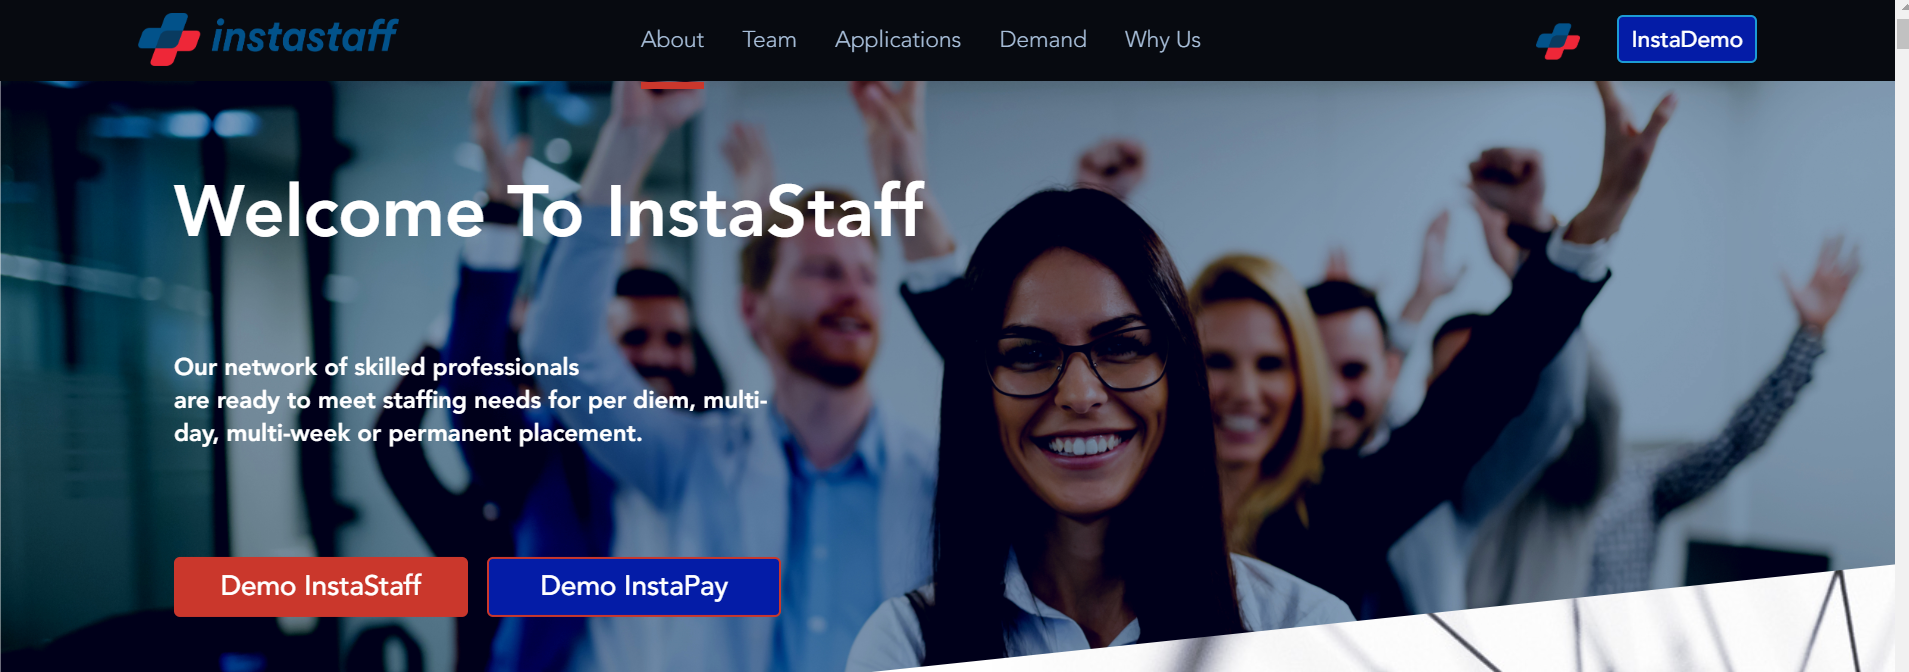 instastaff
About
Team
Applications
Demand
Why Us
InstaDemo
Welcome To InstaStaff
Our network of skilled professionals
are ready to meet staffing needs for per diem, multi-
day, multi-week or permanent placement.
Demo InstaStaff
Demo InstaPay